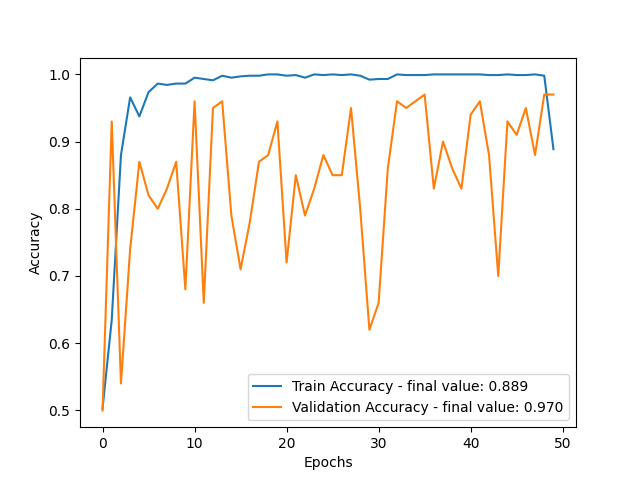 1.0
0.9
0.8
0.7
0.6
0.5
Accuracy
Train Accuracy - final value: 0.889
Validation Accuracy - final value: 0.970
0 10 20 30 40 50
Epochs